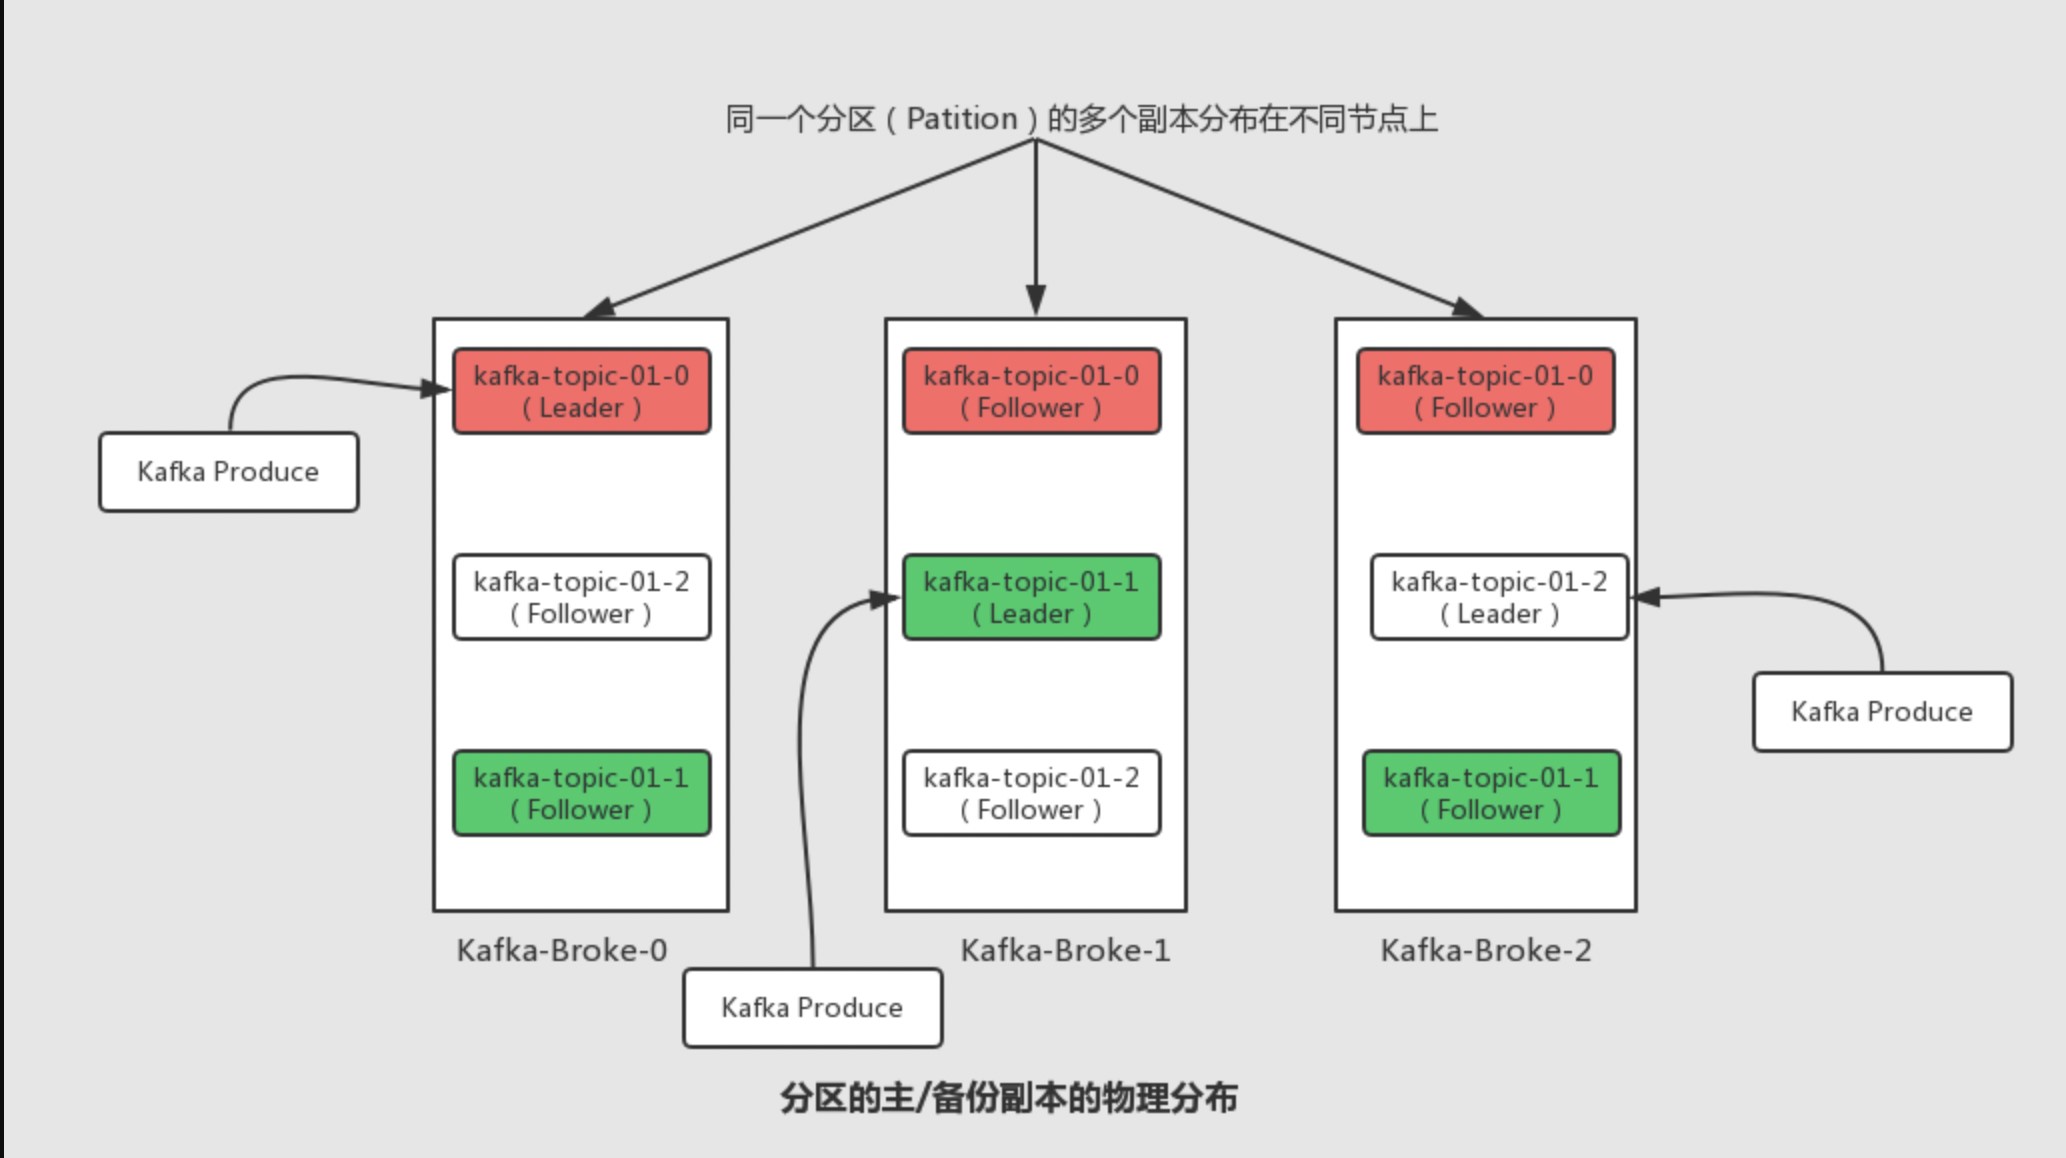 同一个分区（Patition）的多个副本分布在不同节点上
kafka-topic-01-0
（Leader）
kafka-topic-01-0
（Follower）
kafka-topic-01-0
（Follower）
Kafka Produce
kafka-topic-01-2
（Follower）
kafka-topic-01-1
（Leader）
kafka-topic-01-2
（Leader）
Kafka Produce
kafka-topic-01-1
（Follower）
kafka-topic-01-2
（Follower）
kafka-topic-01-1
（Follower）
Kafka-Broke-0
Kafka-Broke-1
Kafka-Broke-2
Kafka Produce
分区的主/备份副本的物理分布